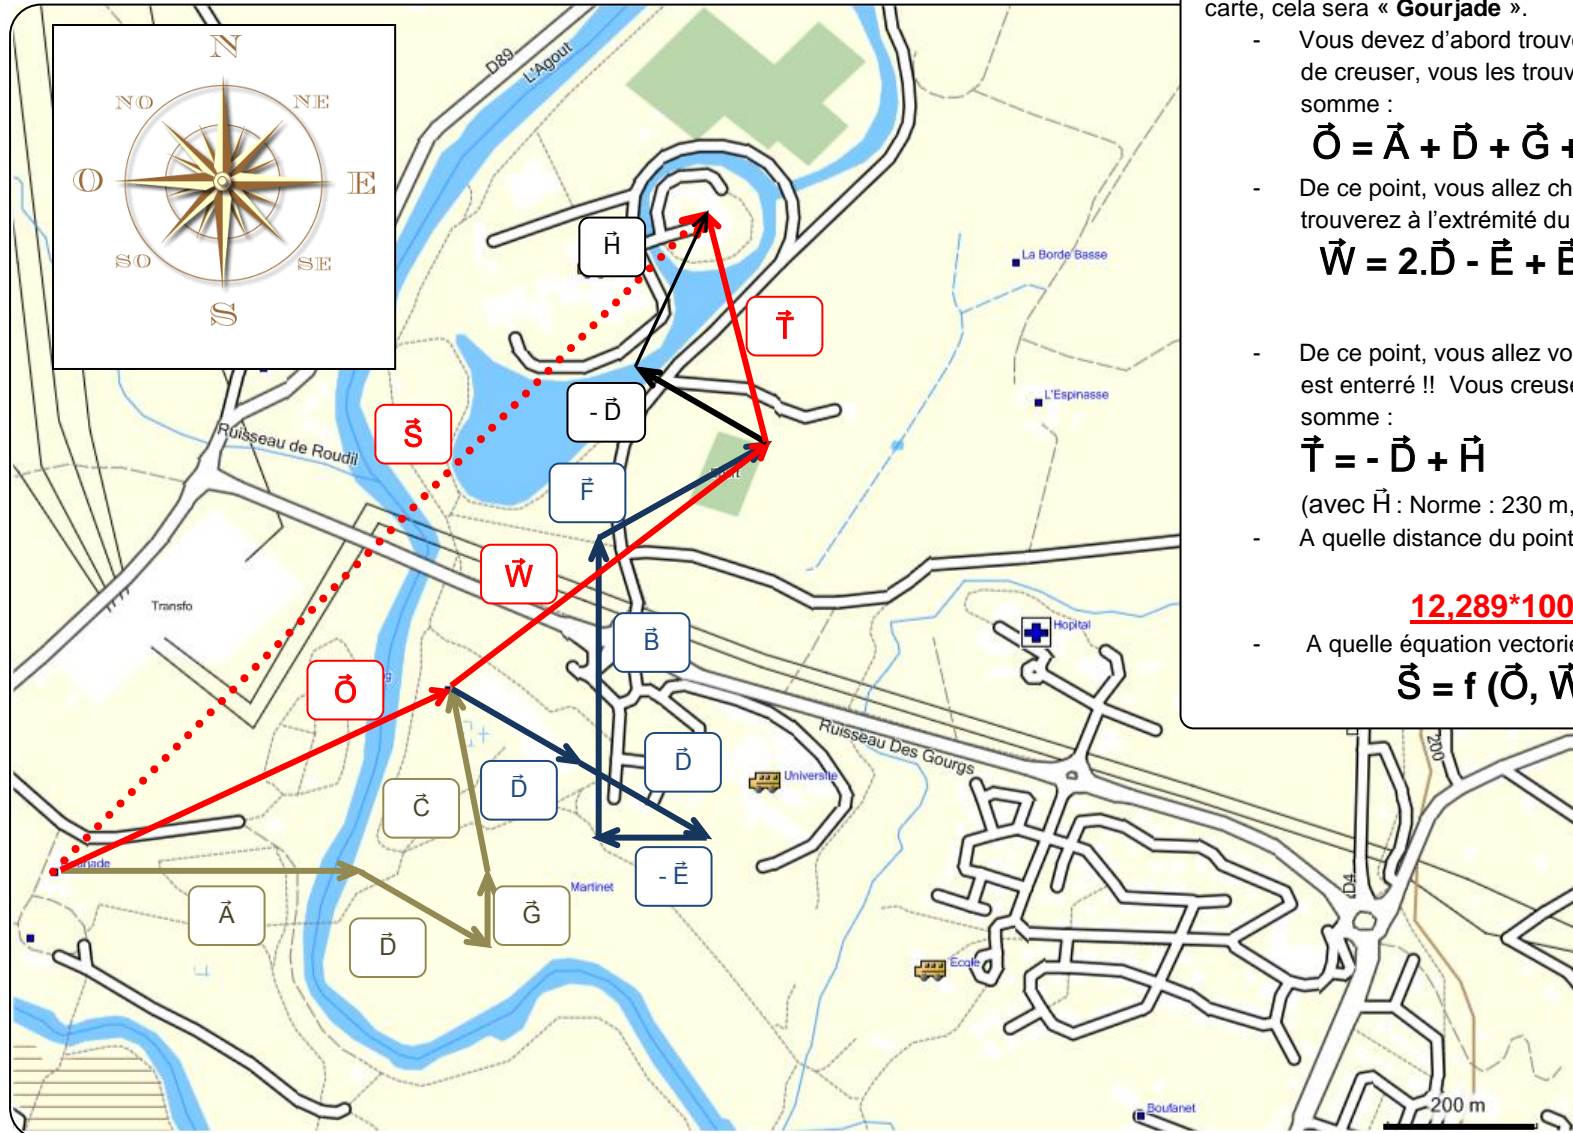 N
NO
NE
O
E
SO
SE
S
D89
L'Agout
carte, cela sera « Gourjade ».
- Vous devez d'abord trouve
de creuser, vous les trouv
somme :
O⃗ = A⃗ + D⃗ + G⃗ +
- De ce point, vous allez ch
trouverez à l'extrémité du
W⃗ = 2.D⃗ - E⃗ + B
- De ce point, vous allez vo
est enterré !! Vous creuse
somme :
T⃗ = - D⃗ + H⃗
(avec H⃗ : Norme : 230 m,
- A quelle distance du point
12,289*100
- A quelle équation vectorie
S⃗ = f (O⃗, W
H⃗
La Borde Basse
T⃗
L'Espinasse
- D⃗
S⃗
Ruisseau de Roudil
F⃗
W⃗
Transfo
Hopital
B⃗
O⃗
Ruisseau Des Gourgs
D⃗
Universite
D⃗
C⃗
- E⃗
Martinet
A⃗
G⃗
D⃗
Ecole
D4
200
200 m
Boufanet